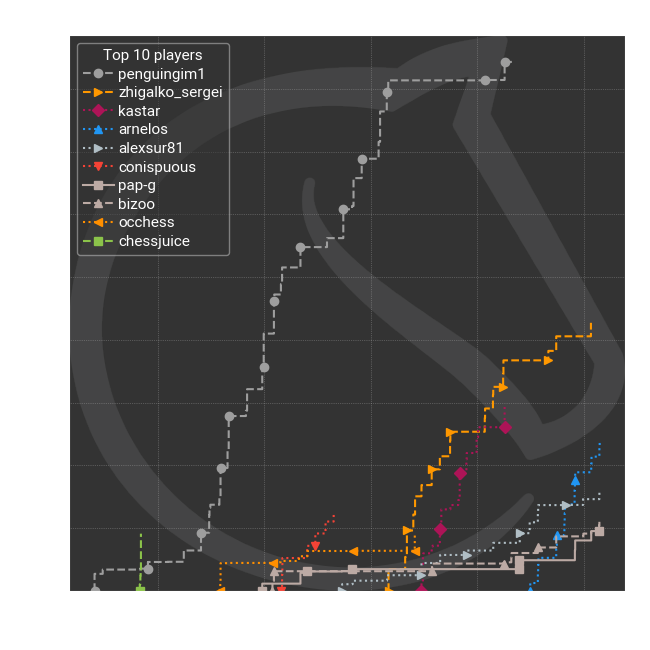 Top 10 players
penguingim1
zhigalko_sergei
kastar
arnelos
alexsur81
conispuous
pap-g
bizoo
occhess
chessjuice